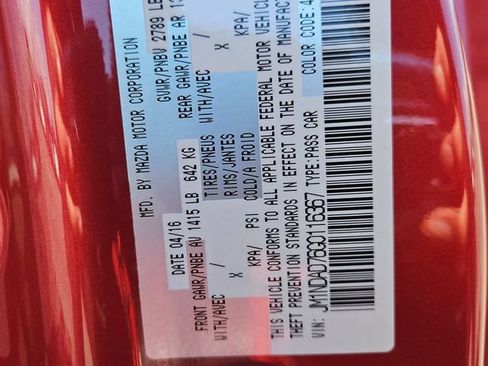 MFD. BY MAZDA MOTOR CORPORATION
DATE 04/16 GVWR/PNBV 2789 LB
FRONT GAWR/PNBE AV 1415 LB 642 KG REAR GAWR/PNBE AR
WITH/AVEC TIRES/PNEUS WITH/AVEC
/ X RIMS/JANTES / X
KPA/ PSI COLD/A FROID KPA/
THIS VEHICLE CONFORMS TO ALL APPLICABLE FEDERAL MOTOR VEHICLE
THEFT PREVENTION STANDARDS IN EFFECT ON THE DATE OF MANUFAC
VIN: JM1NDAD76G0116367 TYPE: PASS CAR COLOR CODE: